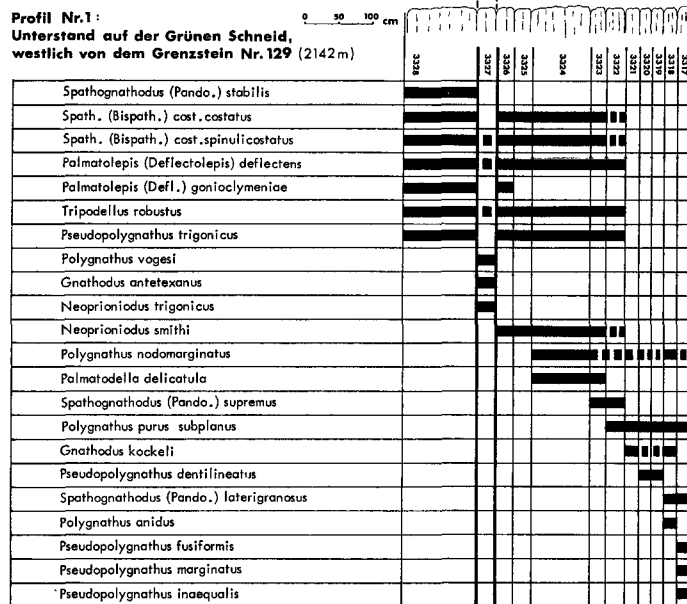 Profil Nr.1:
Unterstand auf der Grünen Schneid,
westlich von dem Grenzstein Nr.129 (2142m)
0 50 100 cm
3328 3327 3326 3325 3324 3323 3322 3321 3320 3319 3318 3317
Spathognathodus (Pando.) stabilis
Spath. (Bispath.) cost.costatus
Spath. (Bispath.) cost.spinulicostatus
Palmatolepis (Deflectolepis) deflectens
Palmatolepis (Defl.) gonioclymeniae
Tripodellus robustus
Pseudopolygnathus trigonicus
Polygnathus vogesi
Gnathodus antetexanus
Neoprioniodus trigonicus
Neoprioniodus smithi
Polygnathus nodomarginatus
Palmatodella delicatula
Spathognathodus (Pando.) supremus
Polygnathus purus subplanus
Gnathodus kockeli
Pseudopolygnathus dentilineatus
Spathognathodus (Pando.) laterigranosus
Polygnathus anidus
Pseudopolygnathus fusiformis
Pseudopolygnathus marginatus
Pseudopolygnathus inaequalis